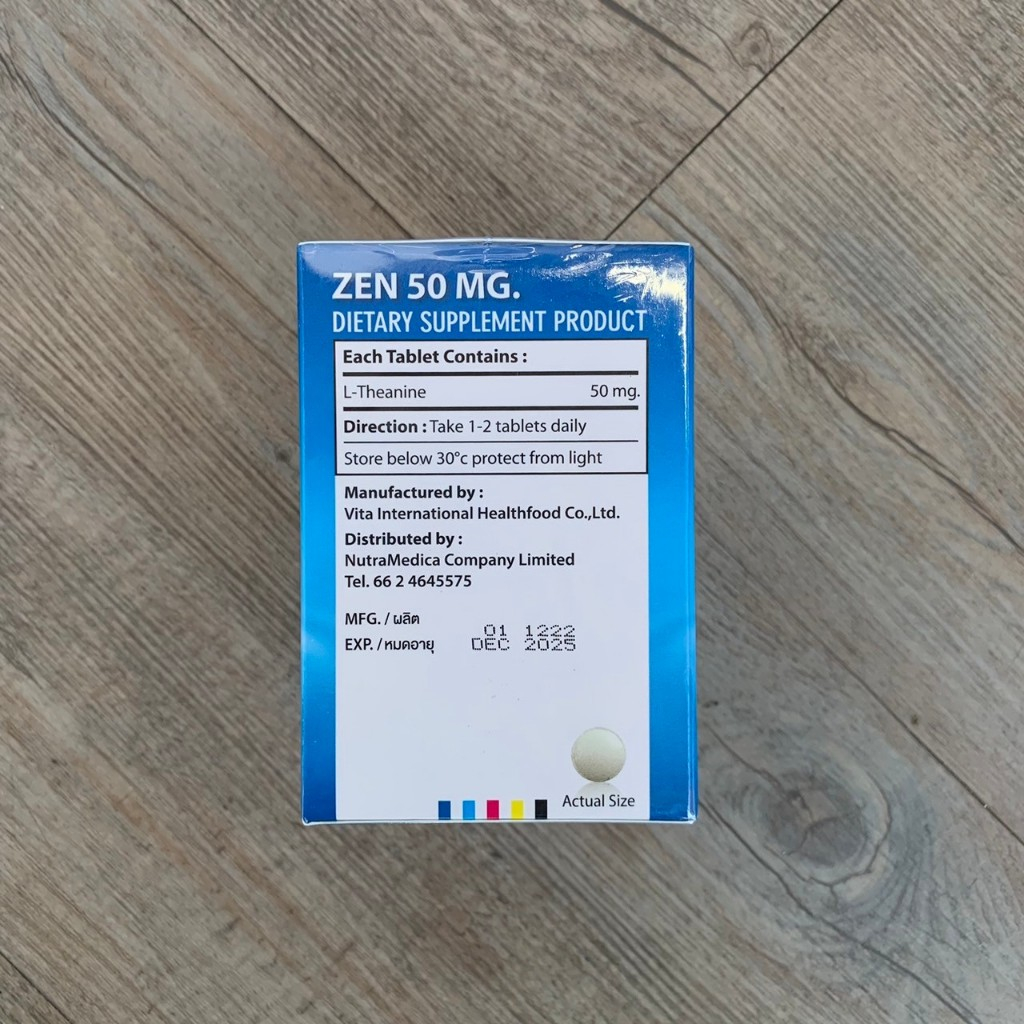 ZEN 50 MG.
DIETARY SUPPLEMENT PRODUCT
Each Tablet Contains :
L-Theanine 50 mg.
Direction : Take 1-2 tablets daily
Store below 30°c protect from light
Manufactured by :
Vita International Healthfood Co.,Ltd.
Distributed by :
NutraMedica Company Limited
Tel. 66 2 4645575
MFG. / ผลิต 01 1222
EXP. / หมดอายุ DEC 2025
Actual Size